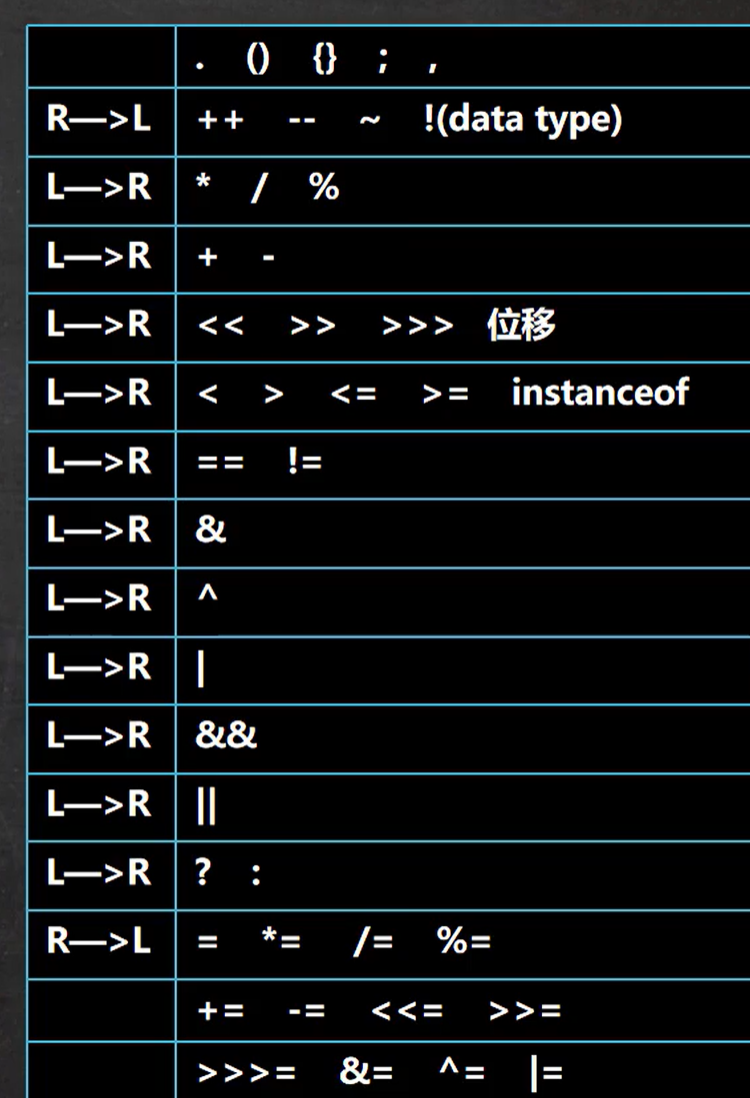 . () {} ; ,
R—>L ++ -- ~ !(data type)
L—>R * / %
L—>R + -
L—>R << >> >>> 位移
L—>R < > <= >= instanceof
L—>R == !=
L—>R &
L—>R ^
L—>R |
L—>R &&
L—>R ||
L—>R ? :
R—>L = *= /= %=
+= -= <<= >>=
>>>= &= ^= |=